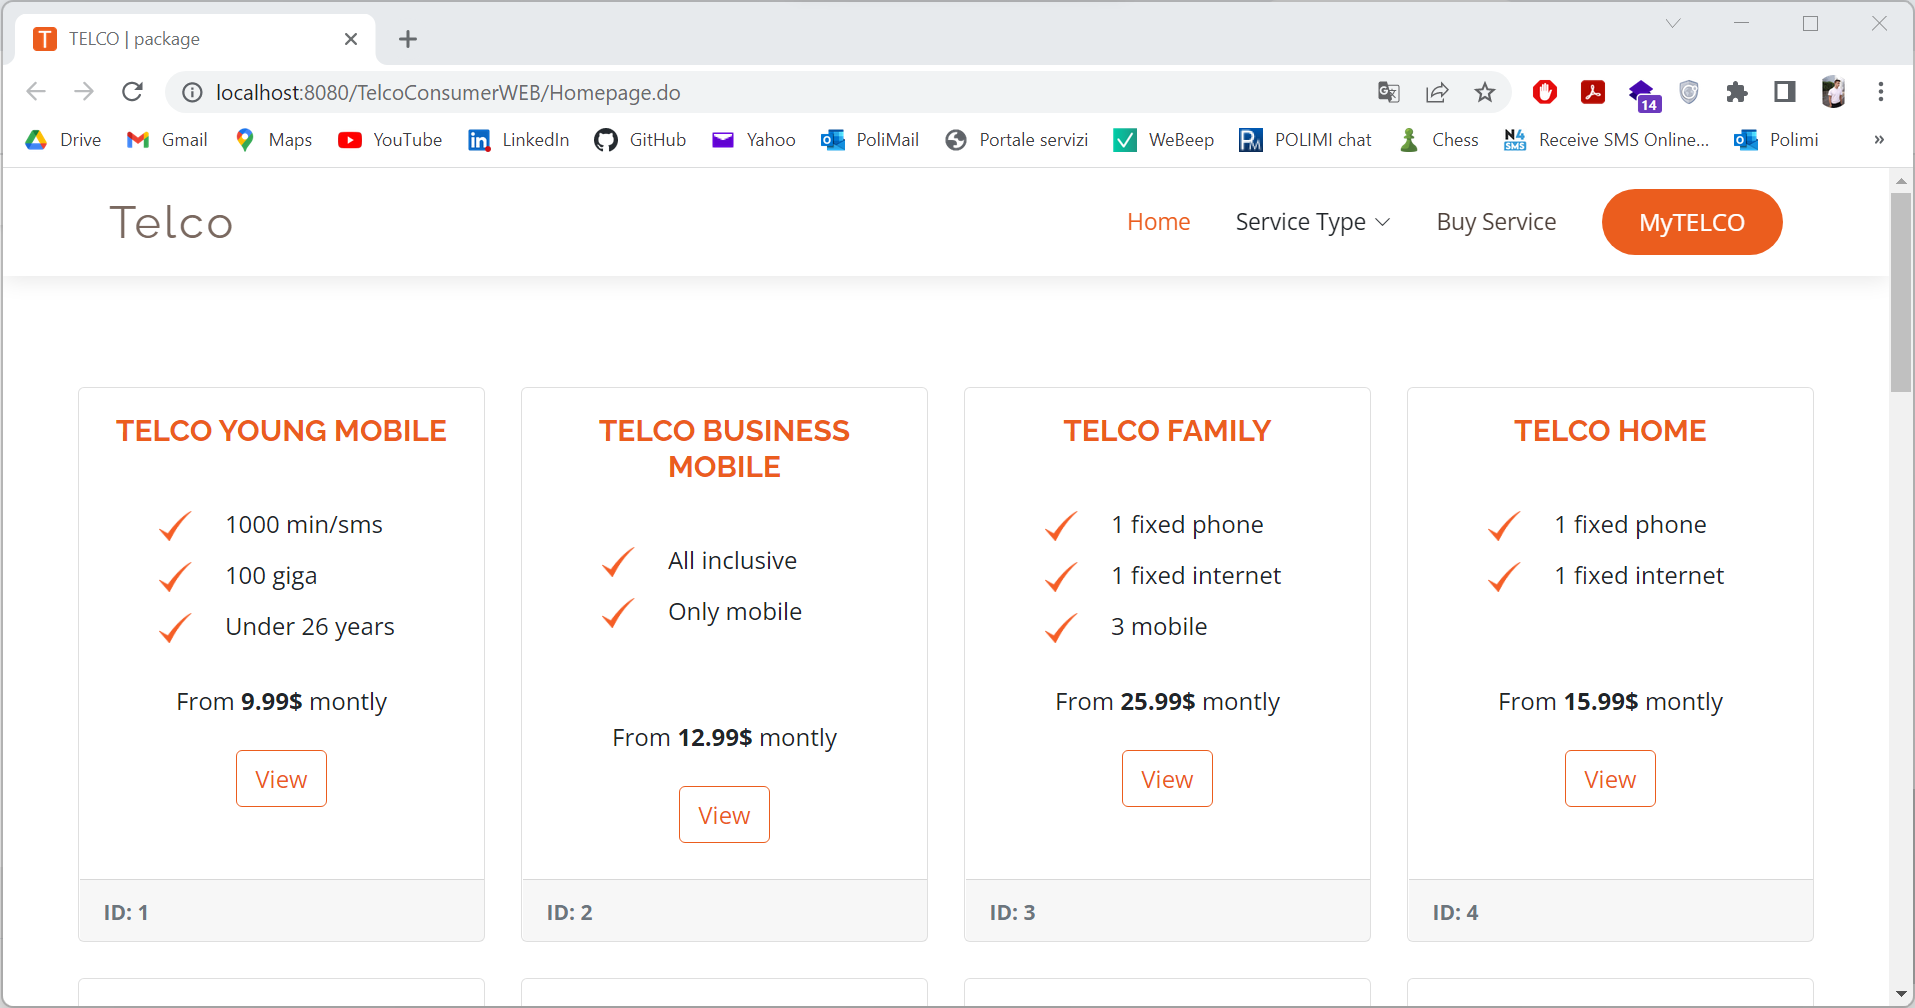 T TELCO | package
localhost:8080/TelcoConsumerWEB/Homepage.do
14
Drive Gmail Maps YouTube LinkedIn GitHub Yahoo PoliMail Portale servizi WeBeep PM POLIMI chat Chess N4 SMS Receive SMS Online... Polimi »
Telco Home Service Type Buy Service MyTELCO
TELCO YOUNG MOBILE
1000 min/sms
100 giga
Under 26 years
From 9.99$ montly
View
ID: 1
TELCO BUSINESS
MOBILE
All inclusive
Only mobile
From 12.99$ montly
View
ID: 2
TELCO FAMILY
1 fixed phone
1 fixed internet
3 mobile
From 25.99$ montly
View
ID: 3
TELCO HOME
1 fixed phone
1 fixed internet
From 15.99$ montly
View
ID: 4